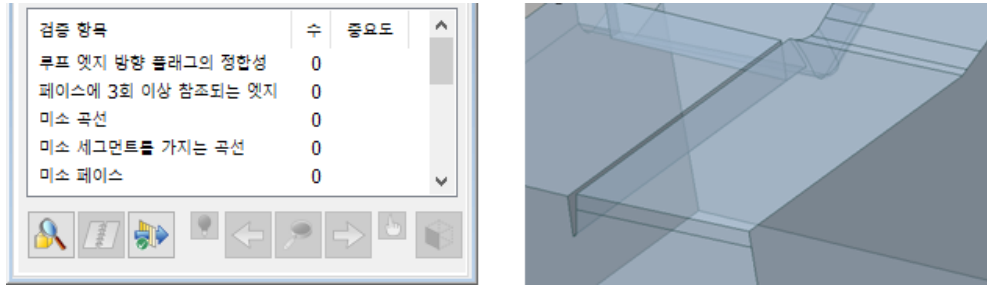 검증 항목 수 중요도
루프 엣지 방향 플래그의 정합성 0
페이스에 3회 이상 참조되는 엣지 0
미소 곡선 0
미소 세그먼트를 가지는 곡선 0
미소 페이스 0